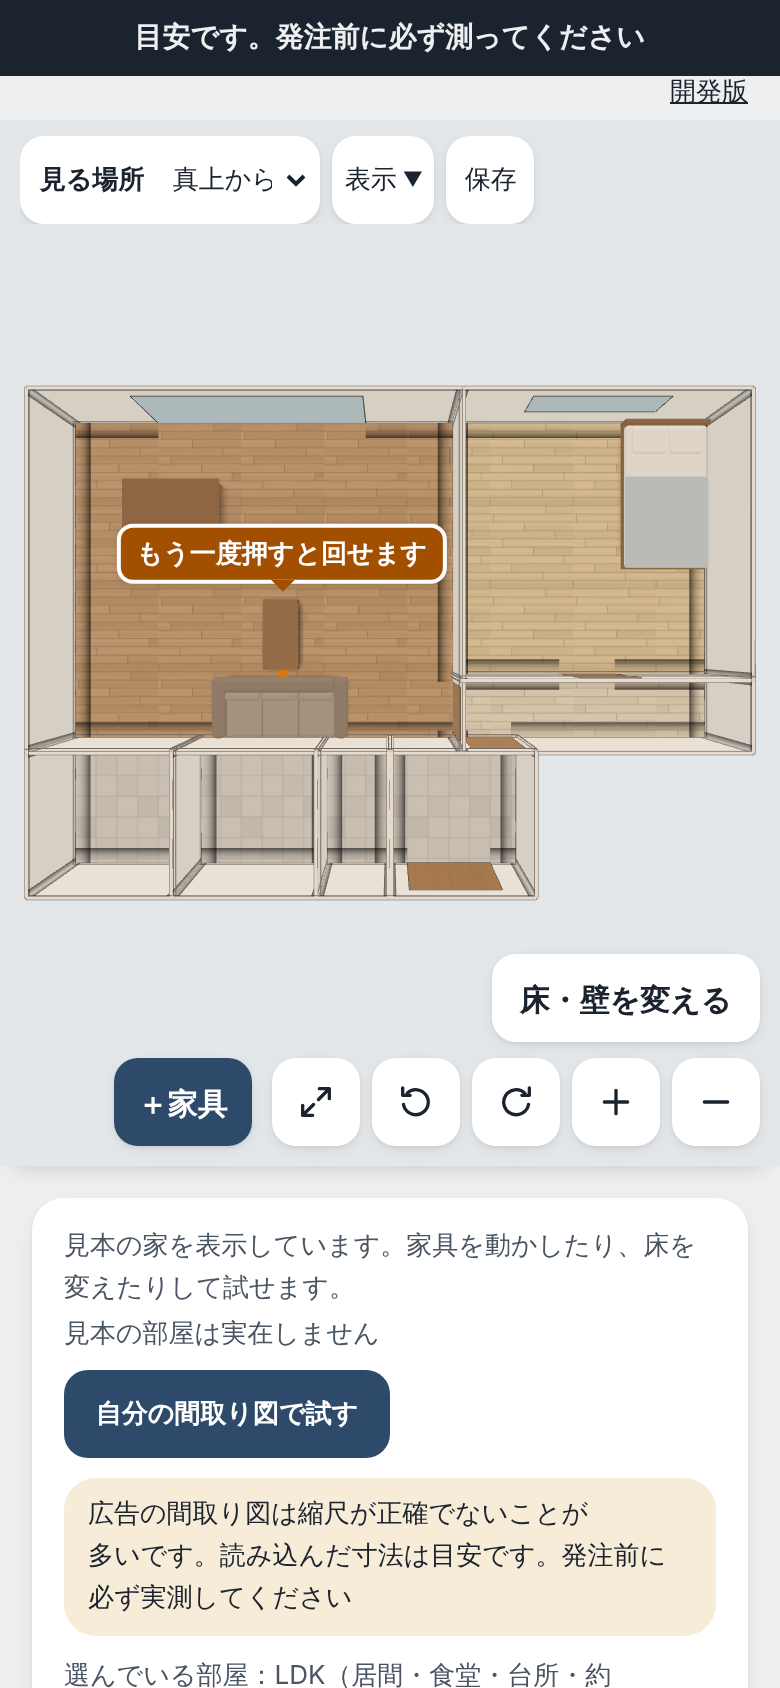 目安です。発注前に必ず測ってください
開発版
見る場所 真上から
表示 ▼
保存
もう一度押すと回せます
床・壁を変える
＋家具
見本の家を表示しています。家具を動かしたり、床を
変えたりして試せます。
見本の部屋は実在しません
自分の間取り図で試す
広告の間取り図は縮尺が正確でないことが
多いです。読み込んだ寸法は目安です。発注前に
必ず実測してください
選んでいる部屋：LDK（居間・食堂・台所・約